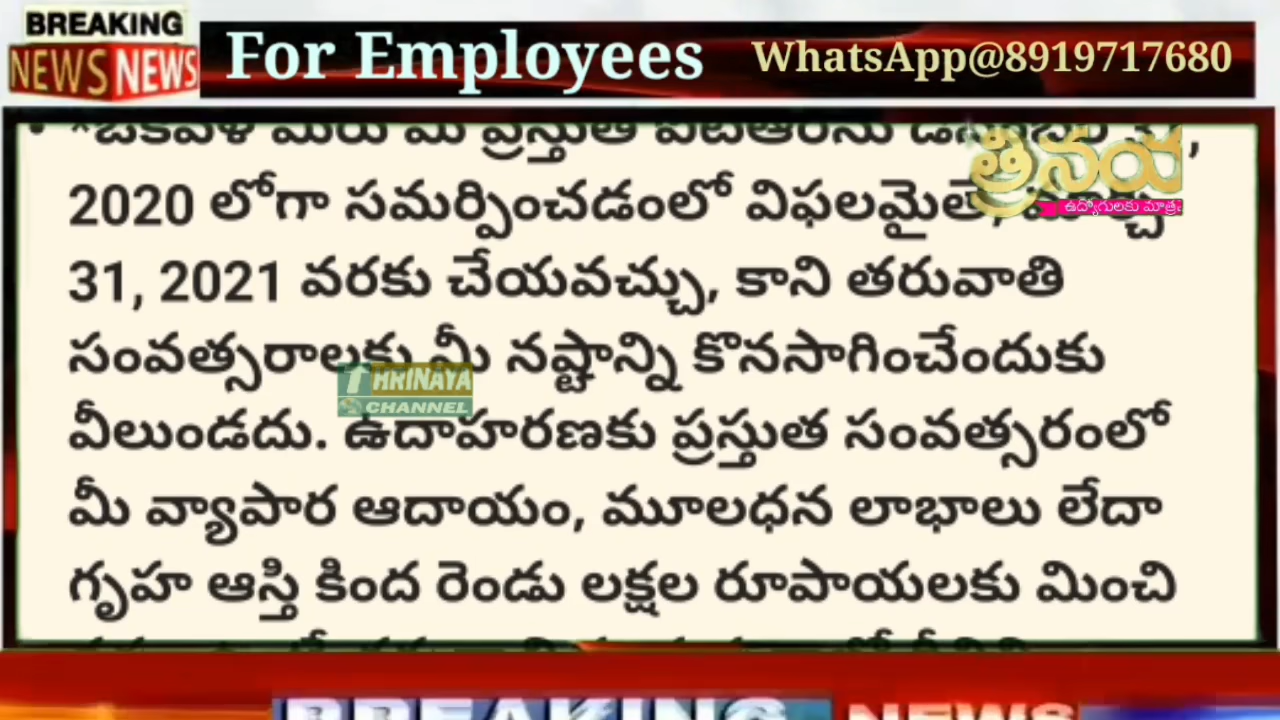 BREAKING
NEWS NEWS
For Employees
WhatsApp@8919717680
త్రినయ
ఉద్యోగులకు మాత్ర
2020 లోగా సమర్పించడంలో విఫలమైతే,
31, 2021 వరకు చేయవచ్చు, కాని తరువాతి
సంవత్సరాలకు మీ నష్టాన్ని కొనసాగించేందుకు
THRINAYA
CHANNEL
వీలుండదు. ఉదాహరణకు ప్రస్తుత సంవత్సరంలో
మీ వ్యాపార ఆదాయం, మూలధన లాభాలు లేదా
గృహ ఆస్తి కింద రెండు లక్షల రూపాయలకు మించి
BREAKING NEWS